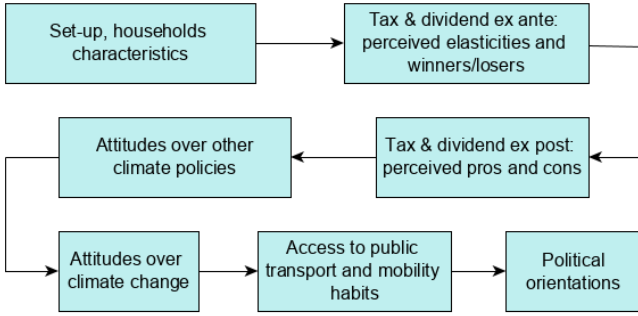 Set-up, households
characteristics
Tax & dividend ex ante:
perceived elasticities and
winners/losers
Tax & dividend ex post:
perceived pros and cons
Attitudes over other
climate policies
Attitudes over
climate change
Access to public
transport and mobility
habits
Political
orientations